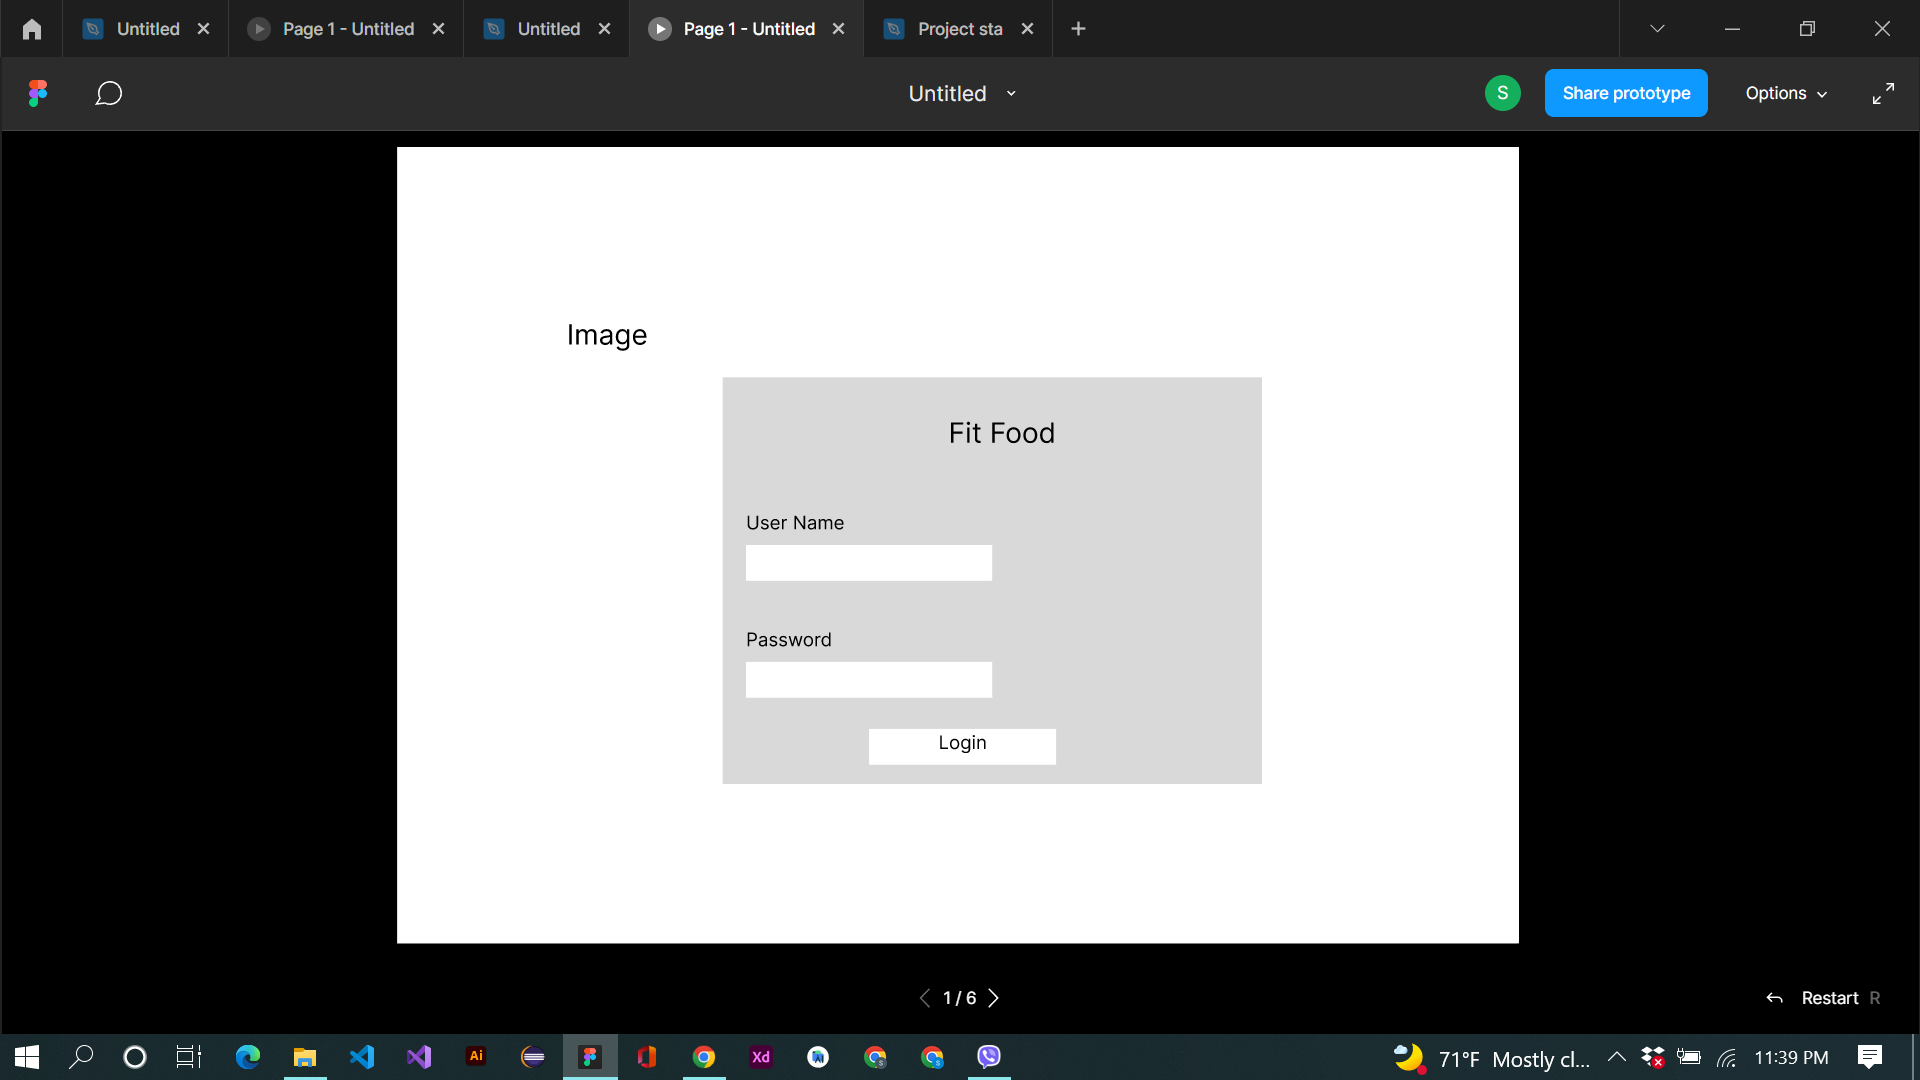 Untitled
Page 1 - Untitled
Untitled
Page 1 - Untitled
Project sta
Untitled
S
Share prototype
Options
Image
Fit Food
User Name
Password
Login
1 / 6
Restart R
Ai
Xd
71°F Mostly cl...
11:39 PM